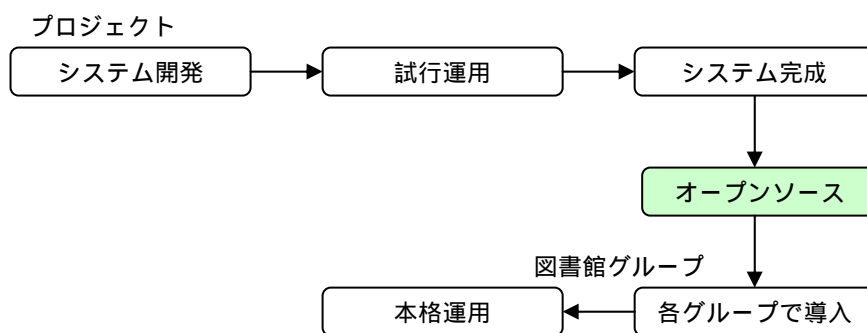 プロジェクト
システム開発
試行運用
システム完成
オープンソース
図書館グループ
本格運用
各グループで導入